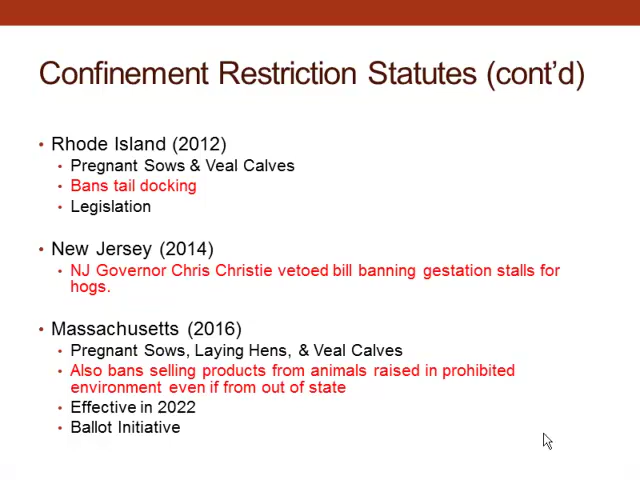 Confinement Restriction Statutes (cont’d)
• Rhode Island (2012)
• Pregnant Sows & Veal Calves
• Bans tail docking
• Legislation
• New Jersey (2014)
• NJ Governor Chris Christie vetoed bill banning gestation stalls for
hogs.
• Massachusetts (2016)
• Pregnant Sows, Laying Hens, & Veal Calves
• Also bans selling products from animals raised in prohibited
environment even if from out of state
• Effective in 2022
• Ballot Initiative